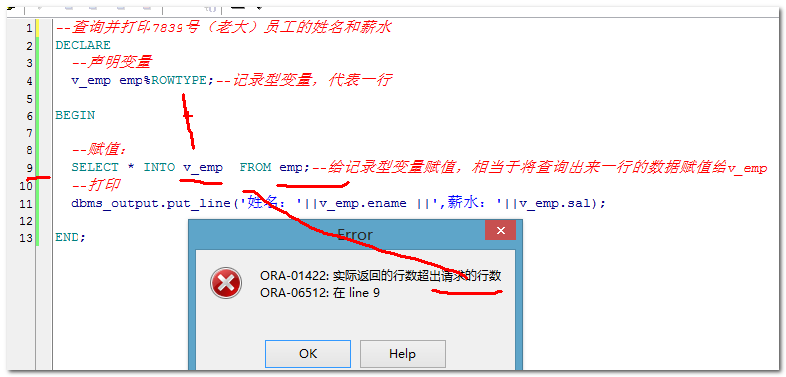 1 --查询并打印7839号（老大）员工的姓名和薪水
2 DECLARE
3 --声明变量
4 v_emp emp%ROWTYPE;--记录型变量，代表一行
5
6 BEGIN
7
8 --赋值：
9 SELECT * INTO v_emp FROM emp;--给记录型变量赋值，相当于将查询出来一行的数据赋值给v_emp
10 --打印
11 dbms_output.put_line('姓名：'||v_emp.ename ||',薪水：'||v_emp.sal);
12
13 END;
Error
ORA-01422: 实际返回的行数超出请求的行数
ORA-06512: 在 line 9
OK
Help